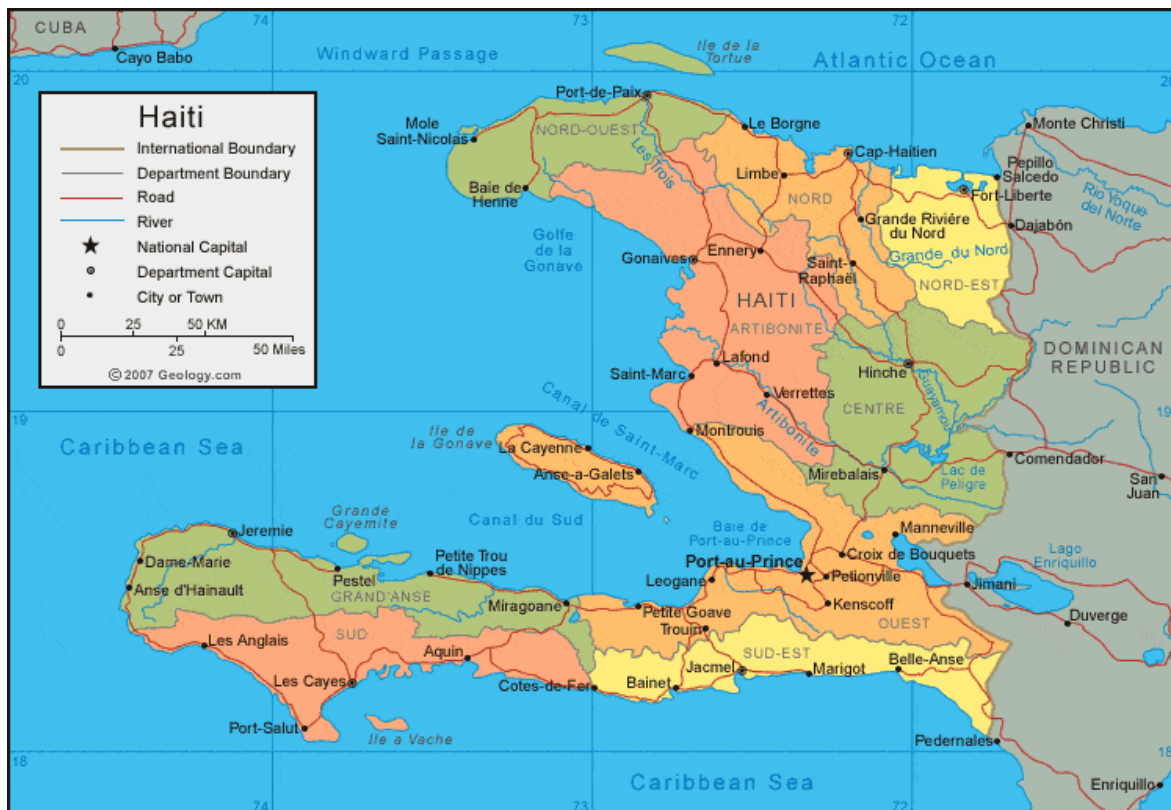 74
73
72
CUBA
Cayo Babo
Windward Passage
Ile de la
Tortue
Atlantic Ocean
20
20
Haiti
International Boundary
Department Boundary
Road
River
National Capital
Department Capital
City or Town
0 25 50 KM
0 25 50 Miles
© 2007 Geology.com
Port-de-Paix
Mole
Saint-Nicolas
NORD-OUEST
Le Borgne
Monte Christi
Les Trois
Cap-Haitien
Pepillo
Salcedo
Baie de
Henne
Limbe
Fort-Liberte
Rio Yoque
del Norte
NORD
Grande Riviére
du Nord
Dajabón
Golfe
de la
Gonave
Gonaives
Ennery
Saint-
Raphaël
Grande du Nord
NORD-EST
HAITI
ARTIBONITE
DOMINICAN
REPUBLIC
Lafond
Hinche
Saint-Marc
Verrettes
Guayamou
CENTRE
19
19
Canal de Saint-Marc
Artibonite
Montrouis
Caribbean Sea
Ile de
la Gonave
La Cayenne
Anse-a-Galets
Mirebalais
Lac de
Peligre
Comendador
San
Juan
Grande
Cayemite
Canal du Sud
Baie de
Port-au-Prince
Manneville
Jeremie
Dame-Marie
Petite Trou
de Nippes
Port-au-Prince
Croix de Bouquets
Lago
Enriquillo
Pestel
Leogane
Petionville
Jimani
Anse d'Hainault
GRAND'ANSE
Miragoane
Petite Goave
Kenscoff
Duverge
Trouin
OUEST
Les Anglais
SUD
Aquin
SUD-EST
Les Cayes
Cotes-de-Fer
Bainet
Jacmel
Marigot
Belle-Anse
Port-Salut
Ile a Vache
Pedernales
18
18
Caribbean Sea
Enriquillo
74
73
72